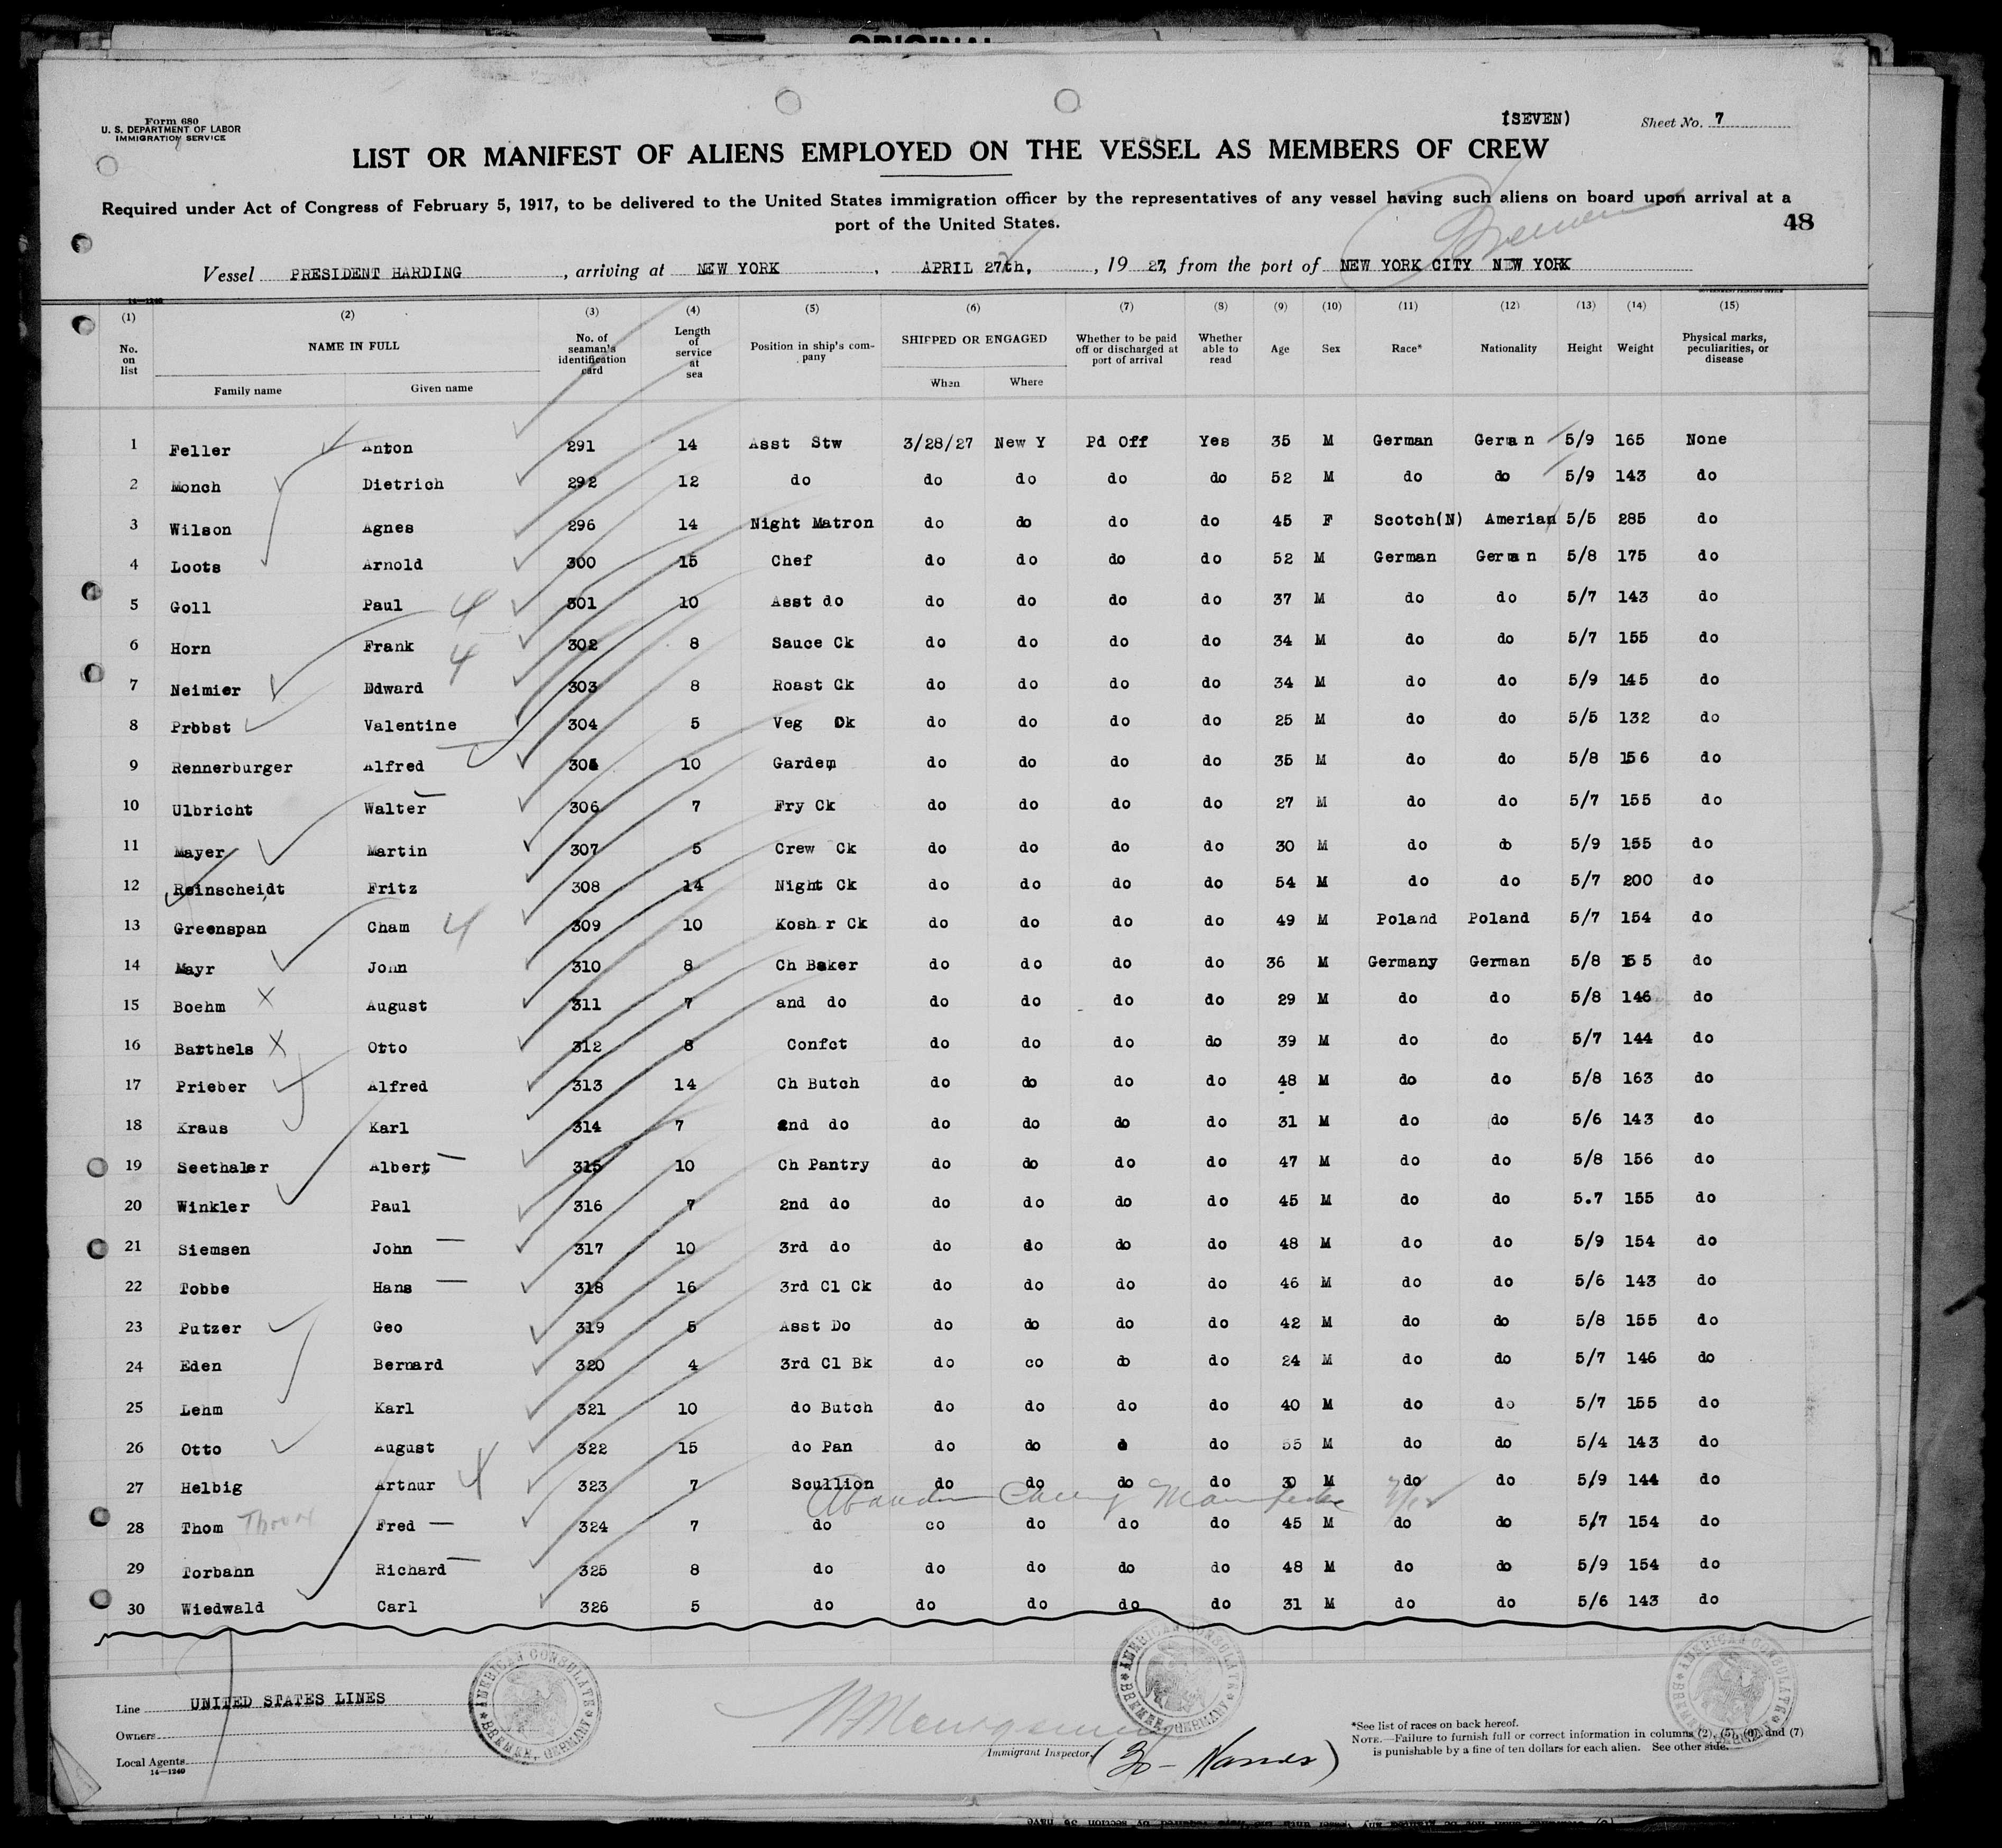 ORIGINAL
Form 680
U. S. DEPARTMENT OF LABOR
IMMIGRATION SERVICE
(SEVEN) Sheet No. 7
LIST OR MANIFEST OF ALIENS EMPLOYED ON THE VESSEL AS MEMBERS OF CREW
Required under Act of Congress of February 5, 1917, to be delivered to the United States immigration officer by the representatives of any vessel having such aliens on board upon arrival at a
port of the United States.
48
Bremen
Vessel PRESIDENT HARDING, arriving at NEW YORK, APRIL 27th, 1927, from the port of NEW YORK CITY NEW YORK
14—1240
(1) (2) (3) (4) (5) (6) (7) (8) (9) (10) (11) (12) (13) (14) (15)
No. on list NAME IN FULL Family name Given name No. of seaman's identification card Length of service at sea Position in ship's company SHIPPED OR ENGAGED When Where Whether to be paid off or discharged at port of arrival Whether able to read Age Sex Race* Nationality Height Weight Physical marks, peculiarities, or disease
1 Feller Anton 291 14 Asst Stw 3/28/27 New Y Pd Off Yes 35 M German German 5/9 165 None
2 Monch Dietrich 292 12 do do do do do 52 M do do 5/9 143 do
3 Wilson Agnes 296 14 Night Matron do do do do 45 F Scotch(N) Amerian 5/5 285 do
4 Loots Arnold 300 15 Chef do do do do 52 M German German 5/8 175 do
5 Goll Paul 4 301 10 Asst do do do do do 37 M do do 5/7 143 do
6 Horn Frank 4 302 8 Sauce Ck do do do do 34 M do do 5/7 155 do
7 Neimier Edward 303 8 Roast Ck do do do do 34 M do do 5/9 145 do
8 Prbbst Valentine 304 5 Veg Ck do do do do 25 M do do 5/5 132 do
9 Rennerburger Alfred 305 10 Gardem do do do do 35 M do do 5/8 156 do
10 Ulbricht Walter 306 7 Fry Ck do do do do 27 M do do 5/7 155 do
11 Mayer Martin 307 5 Crew Ck do do do do 30 M do do 5/9 155 do
12 Reinscheidt Fritz 308 14 Night Ck do do do do 54 M do do 5/7 200 do
13 Greenspan Cham 4 309 10 Kosh r Ck do do do do 49 M Poland Poland 5/7 154 do
14 Mayr John 310 8 Ch Baker do do do do 36 M Germany German 5/8 155 do
15 Boehm X August 311 7 and do do do do do 29 M do do 5/8 146 do
16 Barthels X Otto 312 8 Confct do do do do 39 M do do 5/7 144 do
17 Prieber Alfred 313 14 Ch Butch do do do do 48 M do do 5/8 163 do
18 Kraus Karl 314 7 2nd do do do do do 31 M do do 5/6 143 do
19 Seethaler Albert 315 10 Ch Pantry do do do do 47 M do do 5/8 156 do
20 Winkler Paul 316 7 2nd do do do do do 45 M do do 5.7 155 do
21 Siemsen John 317 10 3rd do do do do do 48 M do do 5/9 154 do
22 Tobbe Hans 318 16 3rd Cl Ck do do do do 46 M do do 5/6 143 do
23 Putzer Geo 319 5 Asst Do do do do do 42 M do do 5/8 155 do
24 Eden Bernard 320 4 3rd Cl Bk do co do do 24 M do do 5/7 146 do
25 Lehm Karl 321 10 do Butch do do do do 40 M do do 5/7 155 do
26 Otto August 322 15 do Pan do do do do 55 M do do 5/4 143 do
27 Helbig Arthur 4 323 7 Scullion do do do do 30 M do do 5/9 144 do
28 Thom Thom Fred 324 7 do co do do do 45 M do do 5/7 154 do
29 Torbahn Richard 325 8 do do do do do 48 M do do 5/9 154 do
30 Wiedwald Carl 326 5 do do do do do 31 M do do 5/6 143 do
AMERICAN CONSULATE BREMEN, GERMANY
AMERICAN CONSULATE BREMEN, GERMANY
AMERICAN CONSULATE
Line UNITED STATES LINES
Owners
Local Agents
14—1240
Immigrant Inspector.
(30 - Names)
*See list of races on back hereof.
NOTE.—Failure to furnish full or correct information in columns (2), (5), (6), and (7)
is punishable by a fine of ten dollars for each alien. See other side.